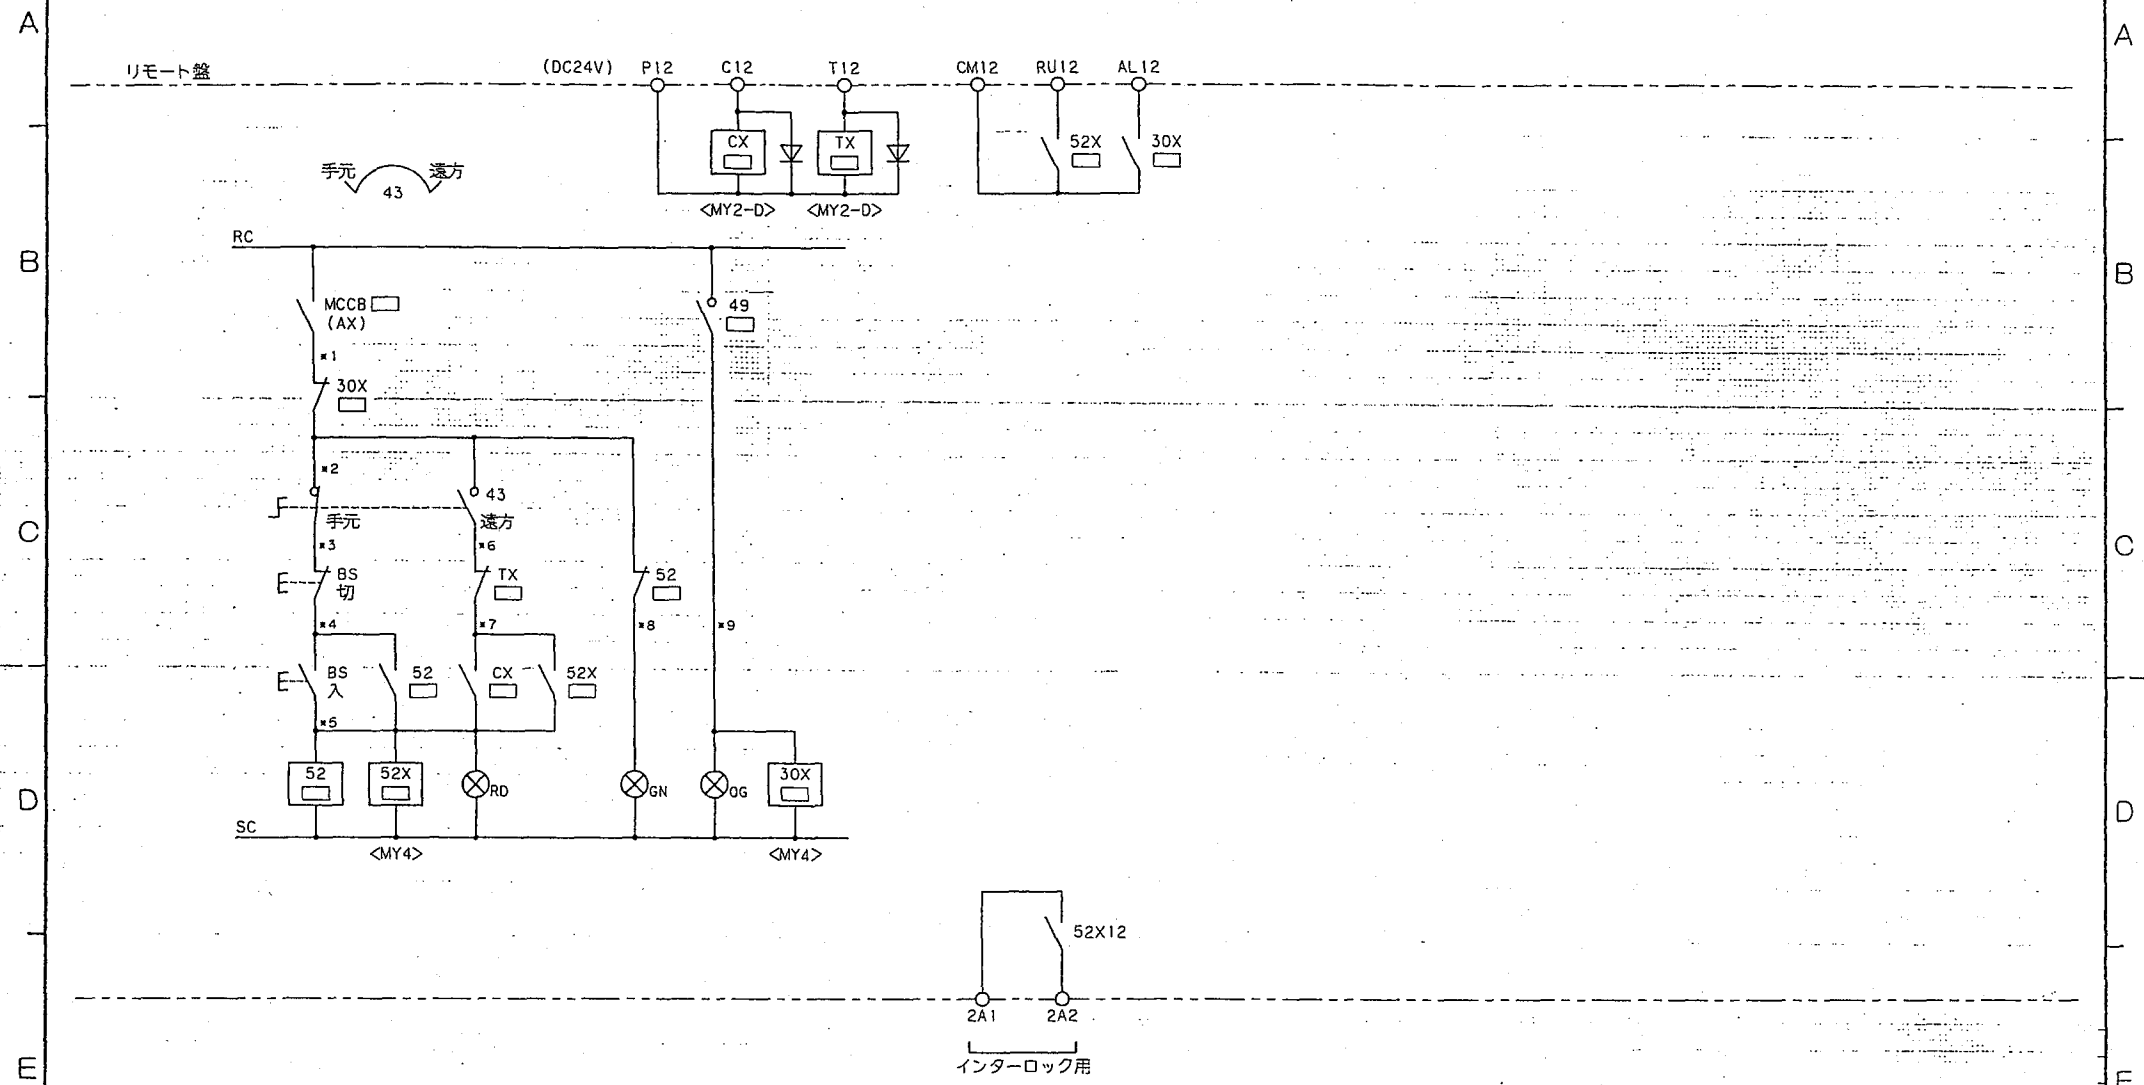 A
A
リモート盤
(DC24V) P12 C12 T12 CM12 RU12 AL12
CX
TX
52X
30X
手元 43 遠方
<MY2-D> <MY2-D>
RC
B
B
MCCB
(AX)
49
*1
30X
*2
43
手元
遠方
C
C
*3
*6
BS
切
TX
52
*4
*7
*8
*9
BS
入
52
CX
52X
*5
52
52X
RD
GN
OG
30X
D
D
SC
<MY4>
<MY4>
52X12
2A1 2A2
インターロック用
E
E